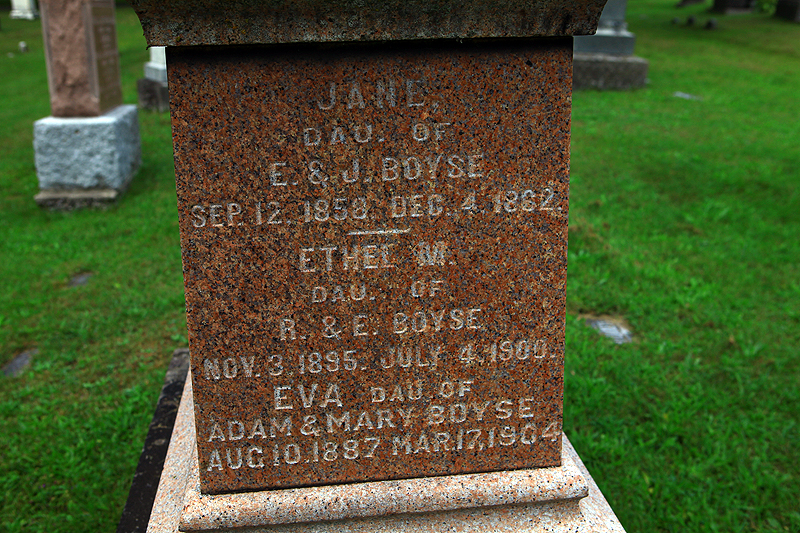 JANE,
DAU. OF
E. & J. BOYSE
SEP. 12. 1858. DEC. 4. 1882.
ETHEL M.
DAU. OF
R. & E. BOYSE
NOV. 3. 1895. JULY 4. 1900.
EVA DAU. OF
ADAM & MARY BOYSE
AUG 10. 1887 MAR. 17, 1904